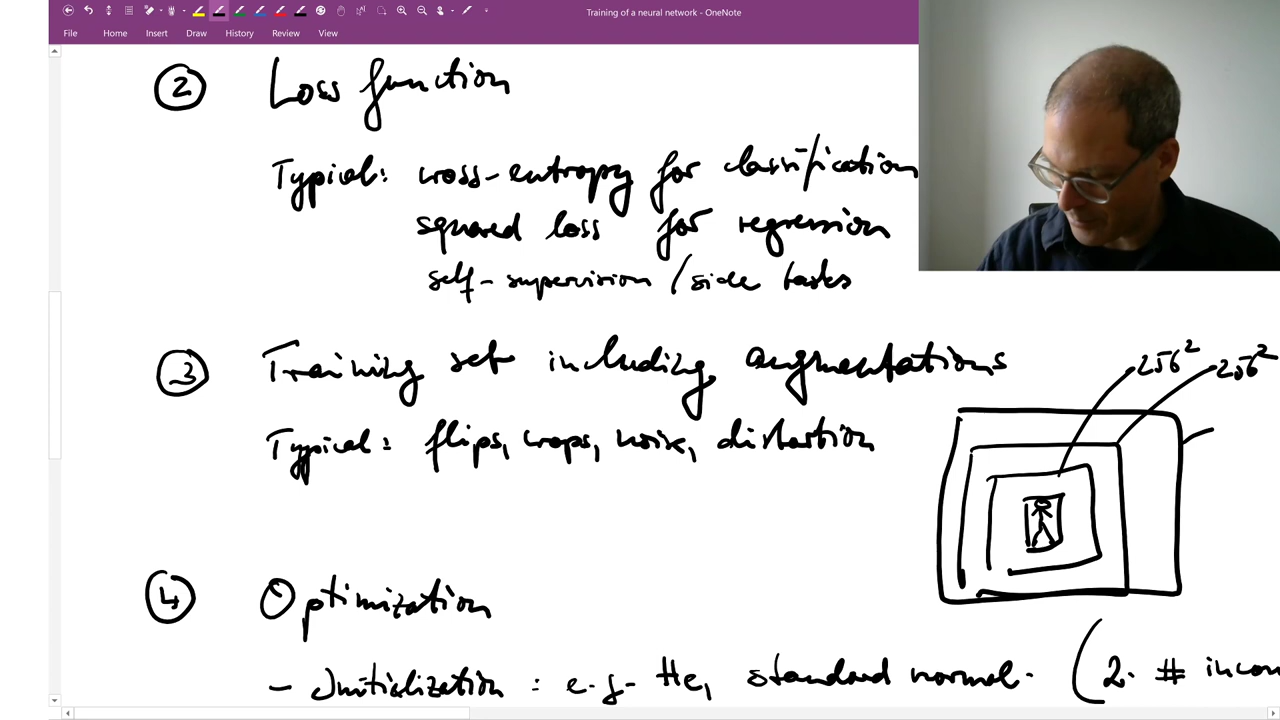 Training of a neural network - OneNote
File Home Insert Draw History Review View
2 Loss function
Typical: cross-entropy for classification
squared loss for regression
self-supervision / side tasks
3 Training set including augmentations
256² 256²
Typical: flips, crops, noise, distortion
4 Optimization
- Initialization : e.g. He, standard normal. ( 2. # incom